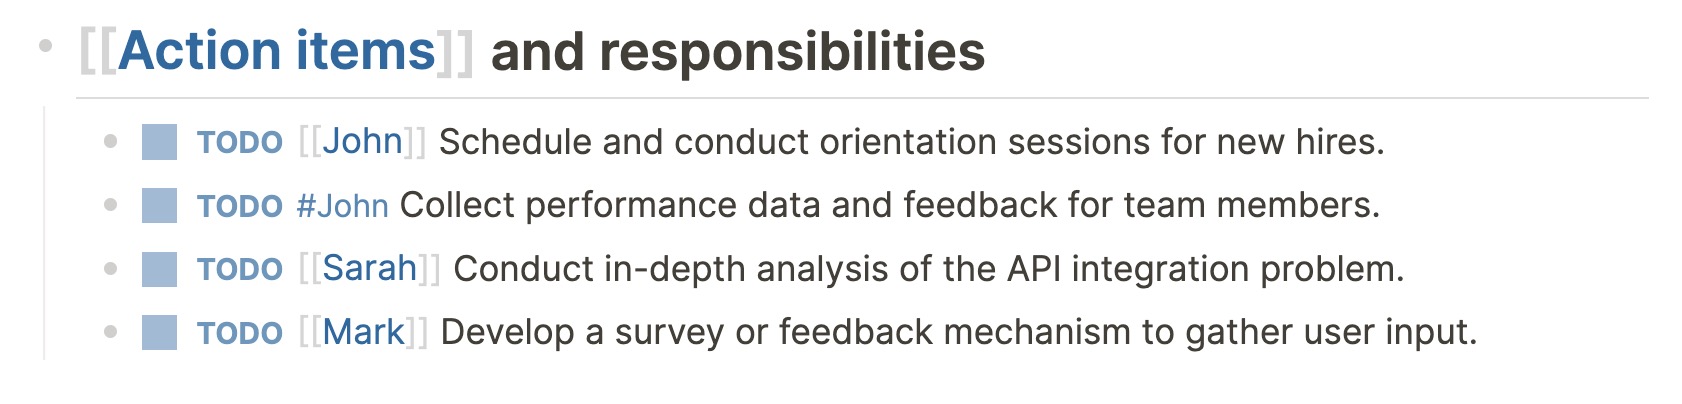 [[Action items]] and responsibilities
TODO [[John]] Schedule and conduct orientation sessions for new hires.
TODO #John Collect performance data and feedback for team members.
TODO [[Sarah]] Conduct in-depth analysis of the API integration problem.
TODO [[Mark]] Develop a survey or feedback mechanism to gather user input.